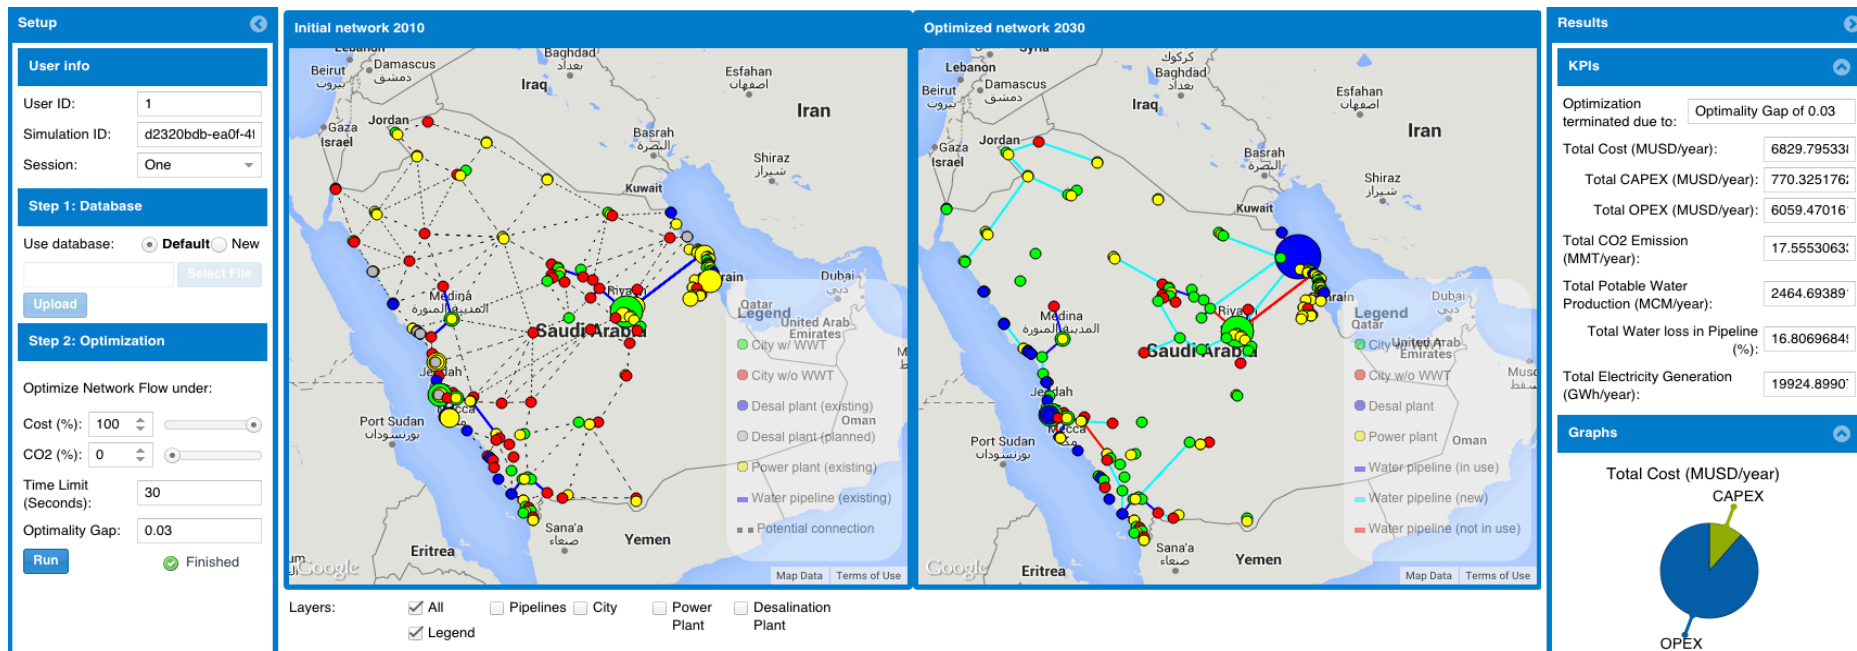 Setup
User info
User ID:
1
Simulation ID:
d2320bdb-ea0f-4f
Session:
One
Step 1: Database
Use database:
Default
New
Select File
Upload
Step 2: Optimization
Optimize Network Flow under:
Cost (%):
100
CO2 (%):
0
Time Limit
(Seconds):
30
Optimality Gap:
0.03
Run
Finished
Initial network 2010
Lebanon
Beirut
بيروت
Damascus
دمشق
Baghdad
بغداد
Iraq
Esfahan
اصفهان
Iran
Gaza
Israel
Jordan
Basrah
البصرة
Shiraz
شیراز
Kuwait
Medina
المدينة المنورة
Riyadh
Saudi Arabia
Dubai
دبي
Qatar
Legend
United Arab
Emirates
City w/ WWT
City w/o WWT
Desal plant (existing)
Desal plant (planned)
Oman
Power plant (existing)
Water pipeline (existing)
Potential connection
Jeddah
Mecca
Port Sudan
بورتسودان
Sana'a
صنعاء
Yemen
Eritrea
Google
Map Data
Terms of Use
Layers:
All
Pipelines
City
Power
Plant
Desalination
Plant
Legend
Optimized network 2030
Syria
Lebanon
Beirut
بيروت
Damascus
دمشق
كركوك
Baghdad
بغداد
Iraq
Esfahan
اصفهان
Iran
Gaza
Israel
Jordan
Basrah
البصرة
Shiraz
شیراز
Kuwait
Medina
المدينة المنورة
Riyadh
Saudi Arabia
Dubai
دبي
Legend
Qatar
United Arab
Emirates
City w/ WWT
City w/o WWT
Desal plant
Power plant
Oman
Water pipeline (in use)
Water pipeline (new)
Water pipeline (not in use)
Jeddah
Mecca
مكة
Port Sudan
بورتسودان
Sana'a
صنعاء
Yemen
Eritrea
Google
Map Data
Terms of Use
Results
KPIs
Optimization
terminated due to:
Optimality Gap of 0.03
Total Cost (MUSD/year):
6829.795338
Total CAPEX (MUSD/year):
770.3251762
Total OPEX (MUSD/year):
6059.47016
Total CO2 Emission
(MMT/year):
17.5553063
Total Potable Water
Production (MCM/year):
2464.69389
Total Water loss in Pipeline
(%):
16.8069684
Total Electricity Generation
(GWh/year):
19924.8990
Graphs
Total Cost (MUSD/year)
CAPEX
OPEX